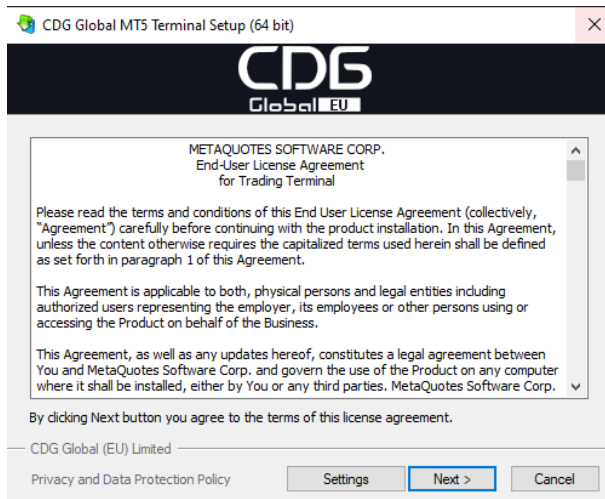 CDG Global MT5 Terminal Setup (64 bit)
CDG
Global EU
METAQUOTES SOFTWARE CORP.
End-User License Agreement
for Trading Terminal
Please read the terms and conditions of this End User License Agreement (collectively,
"Agreement") carefully before continuing with the product installation. In this Agreement,
unless the content otherwise requires the capitalized terms used herein shall be defined
as set forth in paragraph 1 of this Agreement.
This Agreement is applicable to both, physical persons and legal entities including
authorized users representing the employer, its employees or other persons using or
accessing the Product on behalf of the Business.
This Agreement, as well as any updates hereof, constitutes a legal agreement between
You and MetaQuotes Software Corp. and govern the use of the Product on any computer
where it shall be installed, either by You or any third parties. MetaQuotes Software Corp.
By clicking Next button you agree to the terms of this license agreement.
CDG Global (EU) Limited
Privacy and Data Protection Policy
Settings
Next >
Cancel